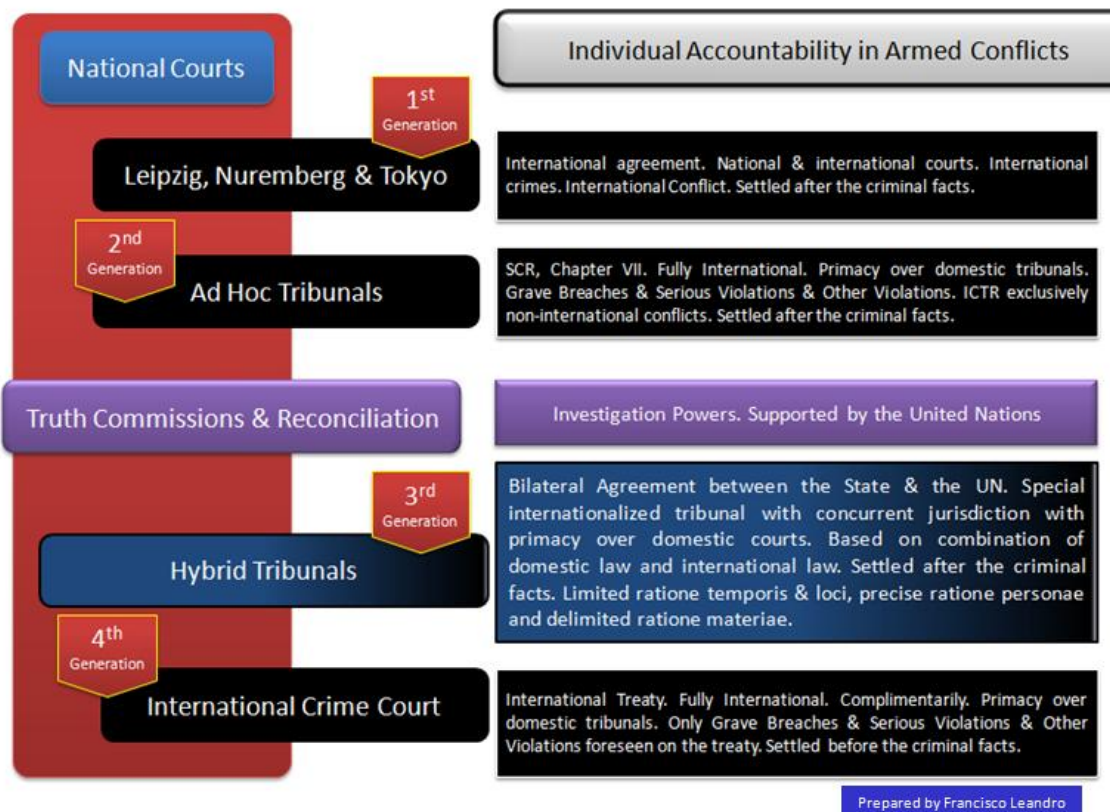 National Courts
Individual Accountability in Armed Conflicts
1st
Generation
Leipzig, Nuremberg & Tokyo
International agreement. National & international courts. International
crimes. International Conflict. Settled after the criminal facts.
2nd
Generation
Ad Hoc Tribunals
SCR, Chapter VII. Fully International. Primacy over domestic tribunals.
Grave Breaches & Serious Violations & Other Violations. ICTR exclusively
non-international conflicts. Settled after the criminal facts.
Truth Commissions & Reconciliation
Investigation Powers. Supported by the United Nations
3rd
Generation
Hybrid Tribunals
Bilateral Agreement between the State & the UN. Special
internationalized tribunal with concurrent jurisdiction with
primacy over domestic courts. Based on combination of
domestic law and international law. Settled after the criminal
facts. Limited ratione temporis & loci, precise ratione personae
and delimited ratione materiae.
4th
Generation
International Crime Court
International Treaty. Fully International. Complimentarily. Primacy over
domestic tribunals. Only Grave Breaches & Serious Violations & Other
Violations foreseen on the treaty. Settled before the criminal facts.
Prepared by Francisco Leandro